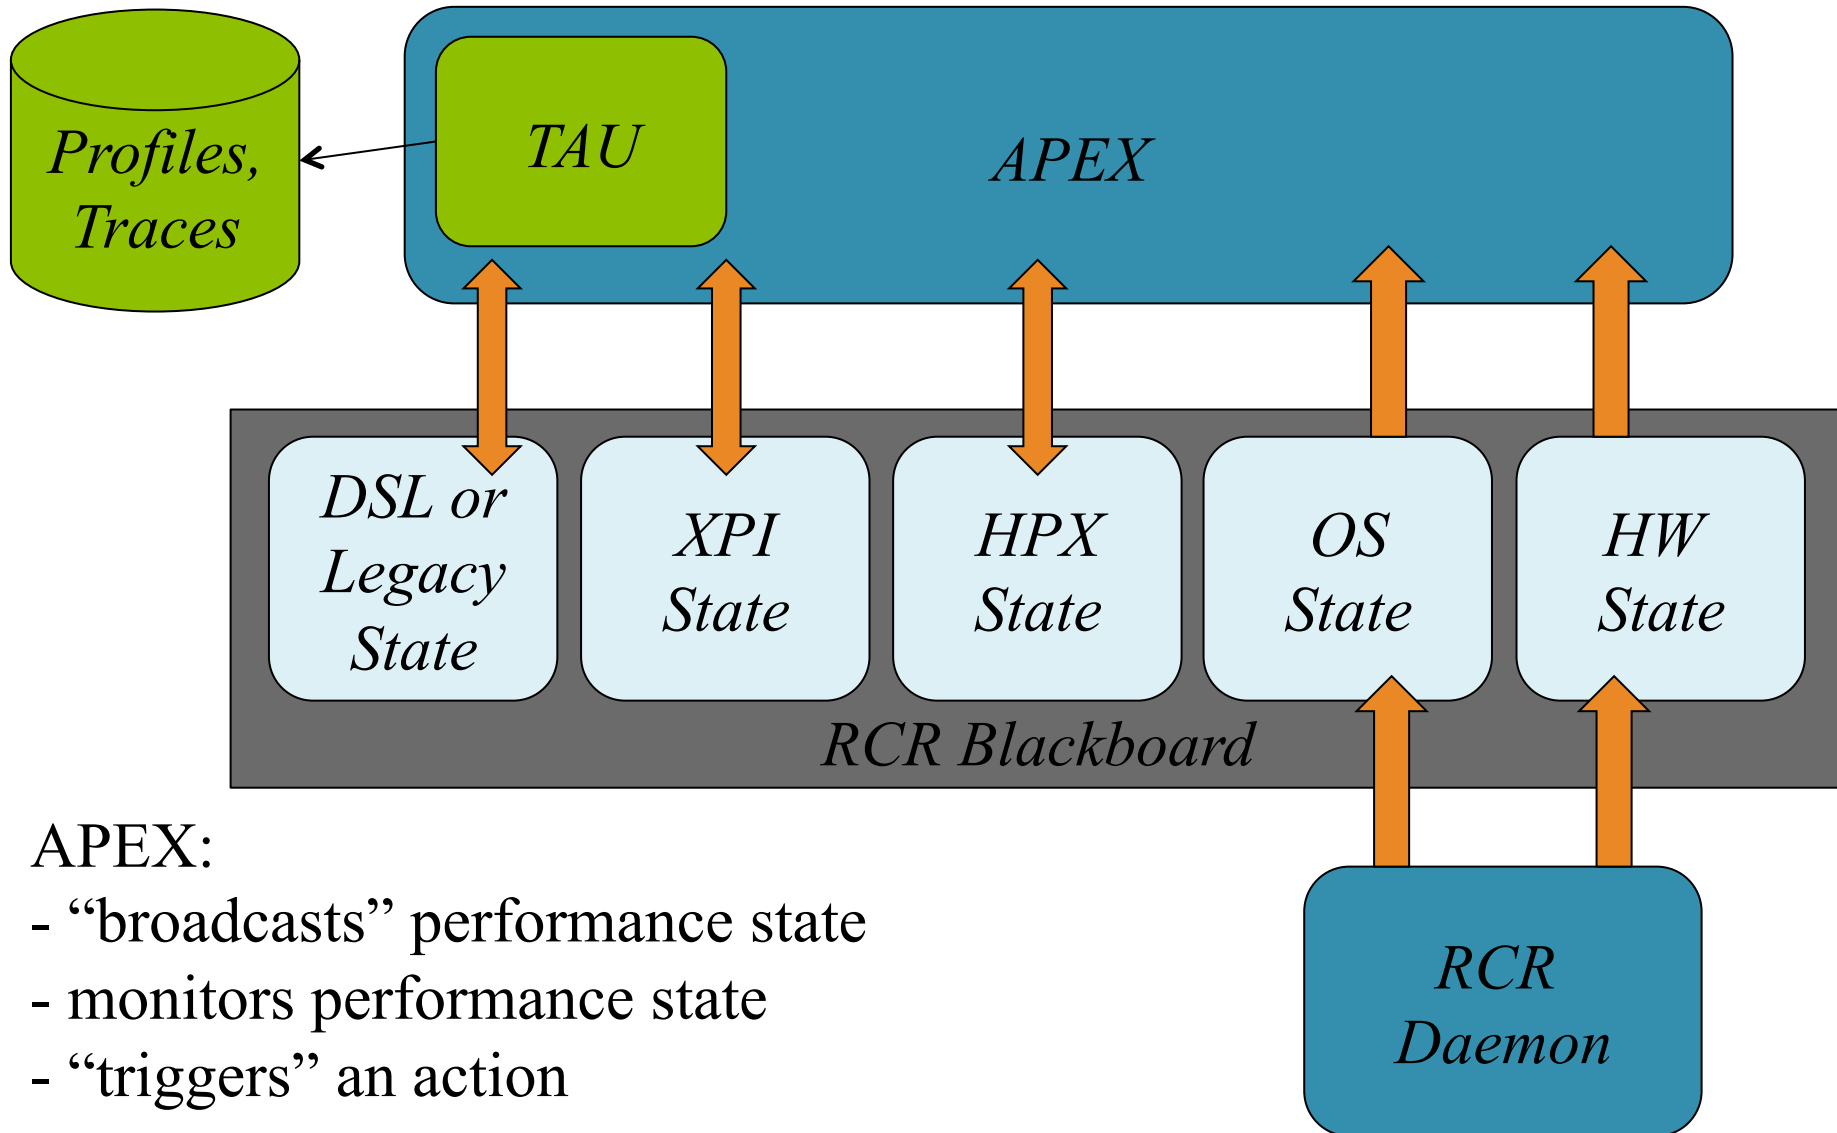 Profiles,
Traces
TAU
APEX
DSL or
Legacy
State
XPI
State
HPX
State
OS
State
HW
State
RCR Blackboard
APEX:
- “broadcasts” performance state
- monitors performance state
- “triggers” an action
RCR
Daemon